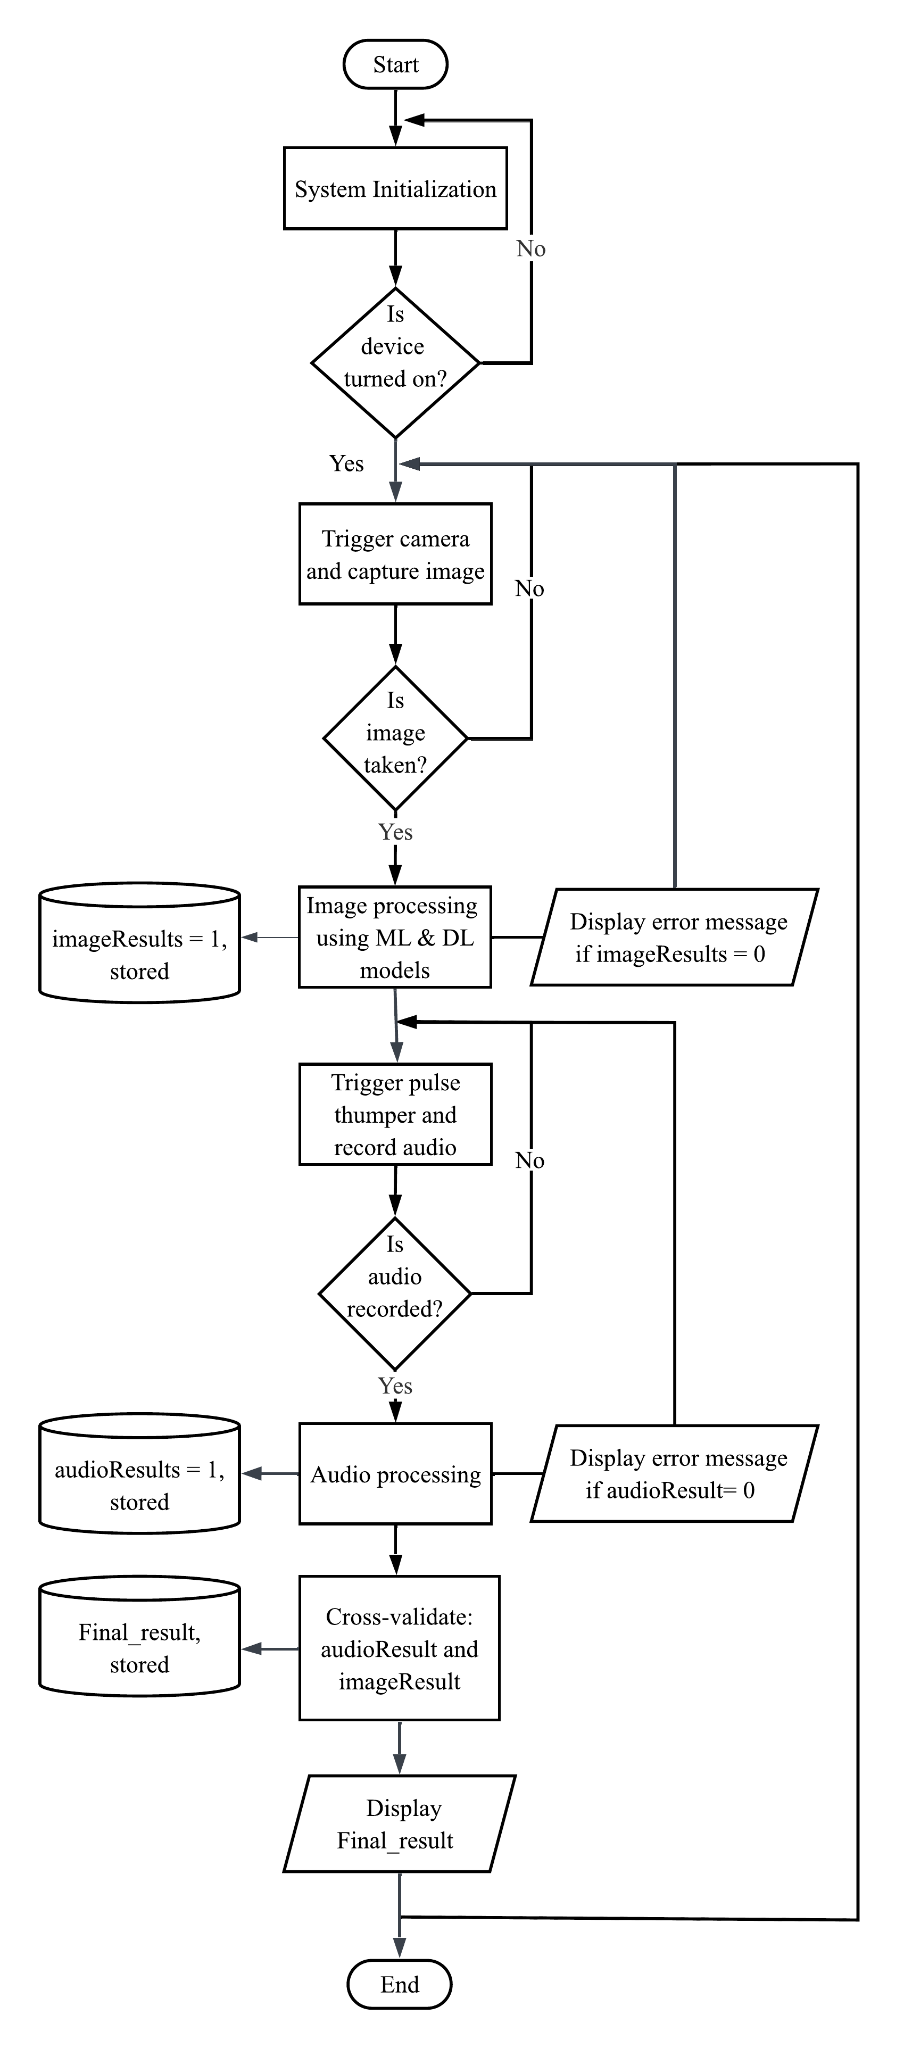 Start
System Initialization
No
Is
device
turned on?
Yes
Trigger camera
and capture image
No
Is
image
taken?
Yes
imageResults = 1,
stored
Image processing
using ML & DL
models
Display error message
if imageResults = 0
Trigger pulse
thumper and
record audio
No
Is
audio
recorded?
Yes
audioResults = 1,
stored
Audio processing
Display error message
if audioResult= 0
Final_result,
stored
Cross-validate:
audioResult and
imageResult
Display
Final_result
End